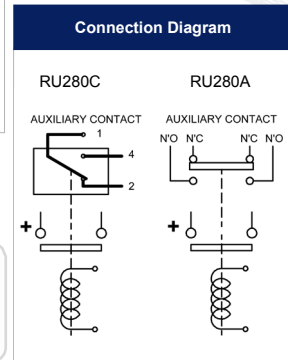 Connection Diagram
RU280C
RU280A
AUXILIARY CONTACT
1
4
2
+
AUXILIARY CONTACT
N'O N'C N'C N'O
+